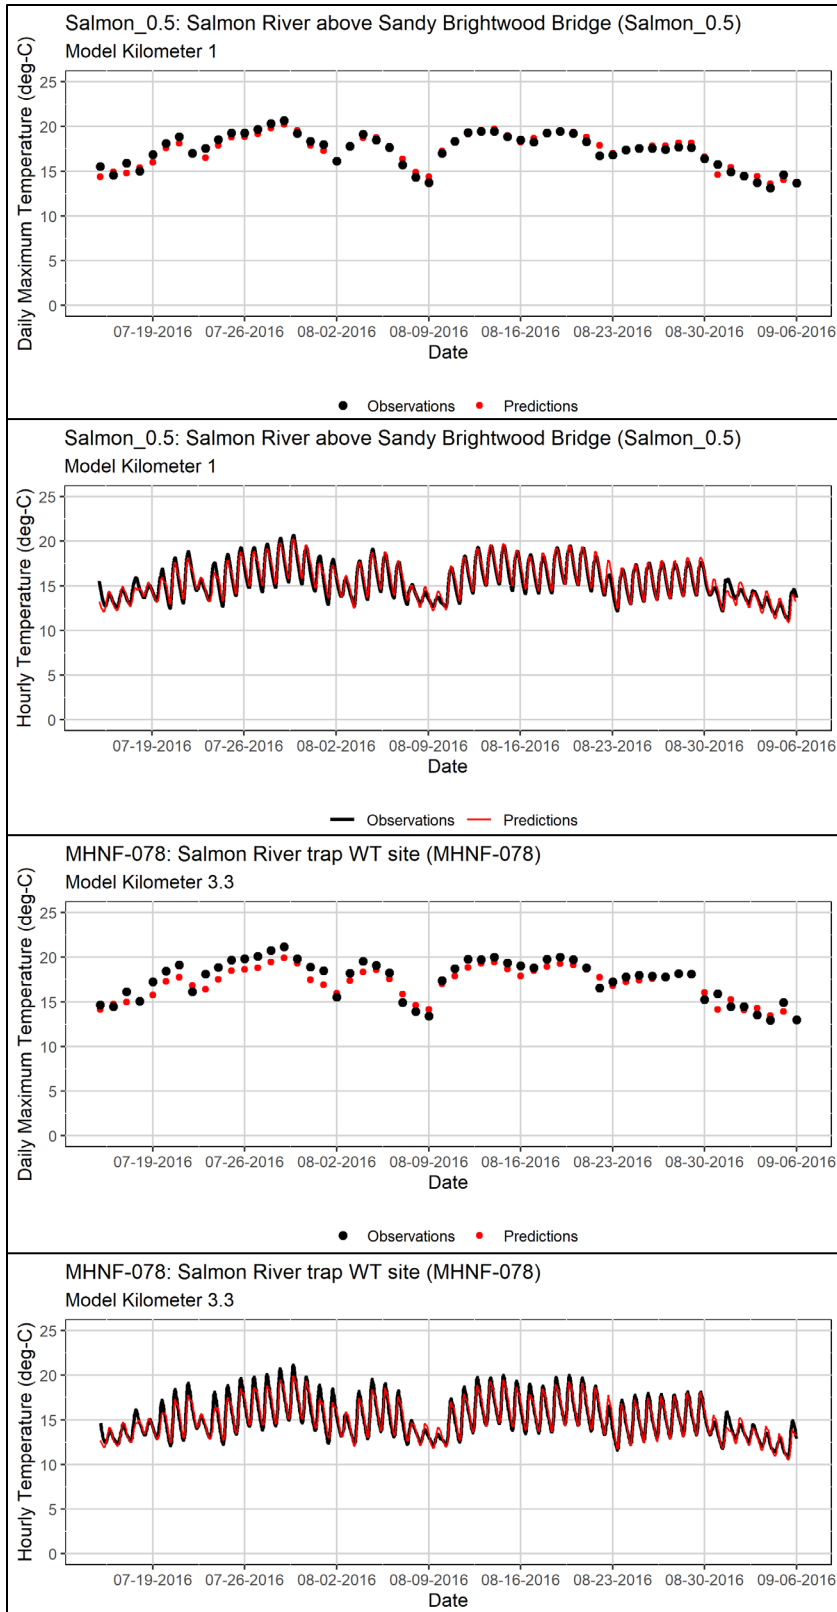 Salmon_0.5: Salmon River above Sandy Brightwood Bridge (Salmon_0.5)
Model Kilometer 1
Daily Maximum Temperature (deg-C)
25
20
15
10
5
0
07-19-2016 07-26-2016 08-02-2016 08-09-2016 08-16-2016 08-23-2016 08-30-2016 09-06-2016
Date
Observations Predictions
Salmon_0.5: Salmon River above Sandy Brightwood Bridge (Salmon_0.5)
Model Kilometer 1
Hourly Temperature (deg-C)
25
20
15
10
5
0
07-19-2016 07-26-2016 08-02-2016 08-09-2016 08-16-2016 08-23-2016 08-30-2016 09-06-2016
Date
Observations Predictions
MHNF-078: Salmon River trap WT site (MHNF-078)
Model Kilometer 3.3
Daily Maximum Temperature (deg-C)
25
20
15
10
5
0
07-19-2016 07-26-2016 08-02-2016 08-09-2016 08-16-2016 08-23-2016 08-30-2016 09-06-2016
Date
Observations Predictions
MHNF-078: Salmon River trap WT site (MHNF-078)
Model Kilometer 3.3
Hourly Temperature (deg-C)
25
20
15
10
5
0
07-19-2016 07-26-2016 08-02-2016 08-09-2016 08-16-2016 08-23-2016 08-30-2016 09-06-2016
Date